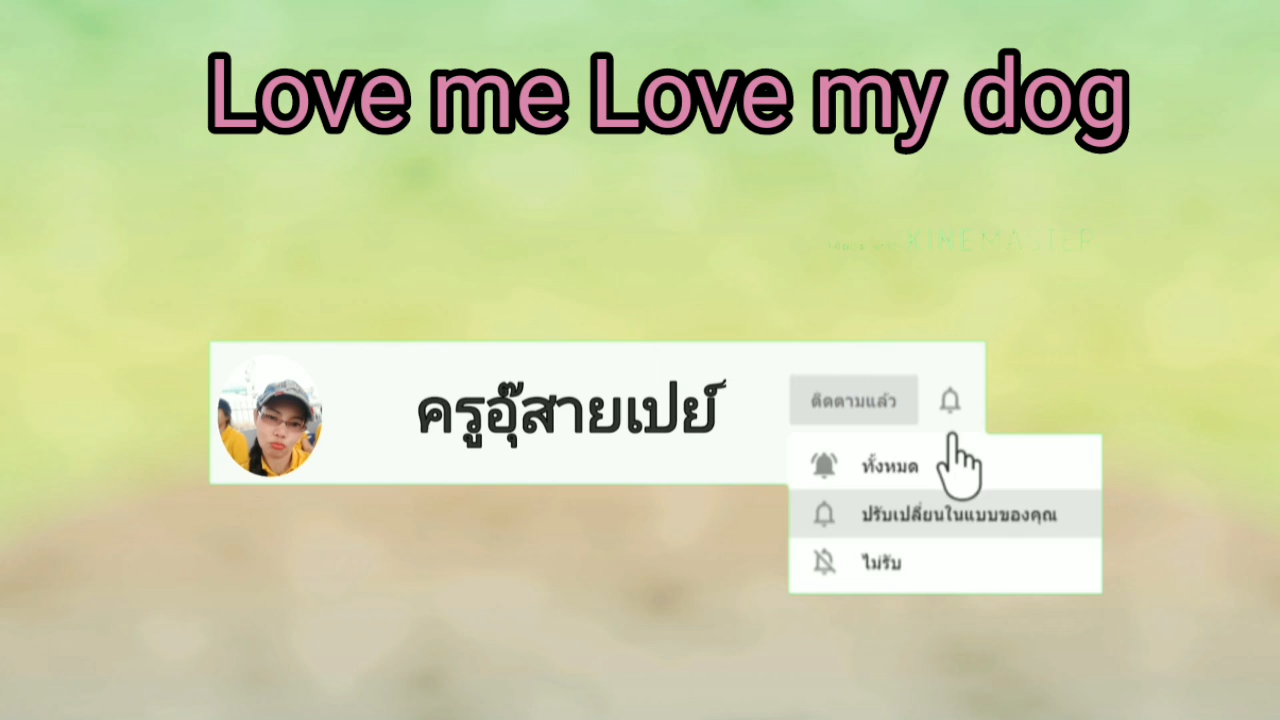 Love me Love my dog
KINEMASTER
ครูอุ๊สายเปย์
ติดตามแล้ว
ทั้งหมด
ปรับเปลี่ยนในแบบของคุณ
ไม่รับ